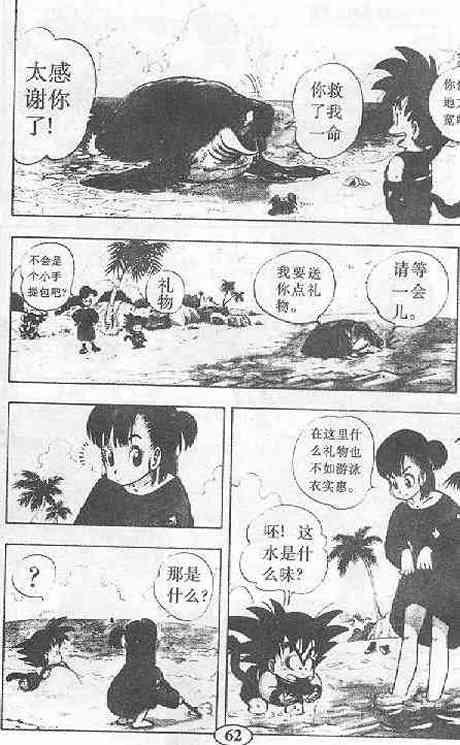 你救
了我
一命
太感
谢你
了!
请等
一会
儿。
我要送
你点礼
物。
礼
物
不会是
个小手
提包吧?
在这里什
么礼物也
不如游泳
衣实惠。
呸!这
水是什
么味?
那是
什么?
?
62